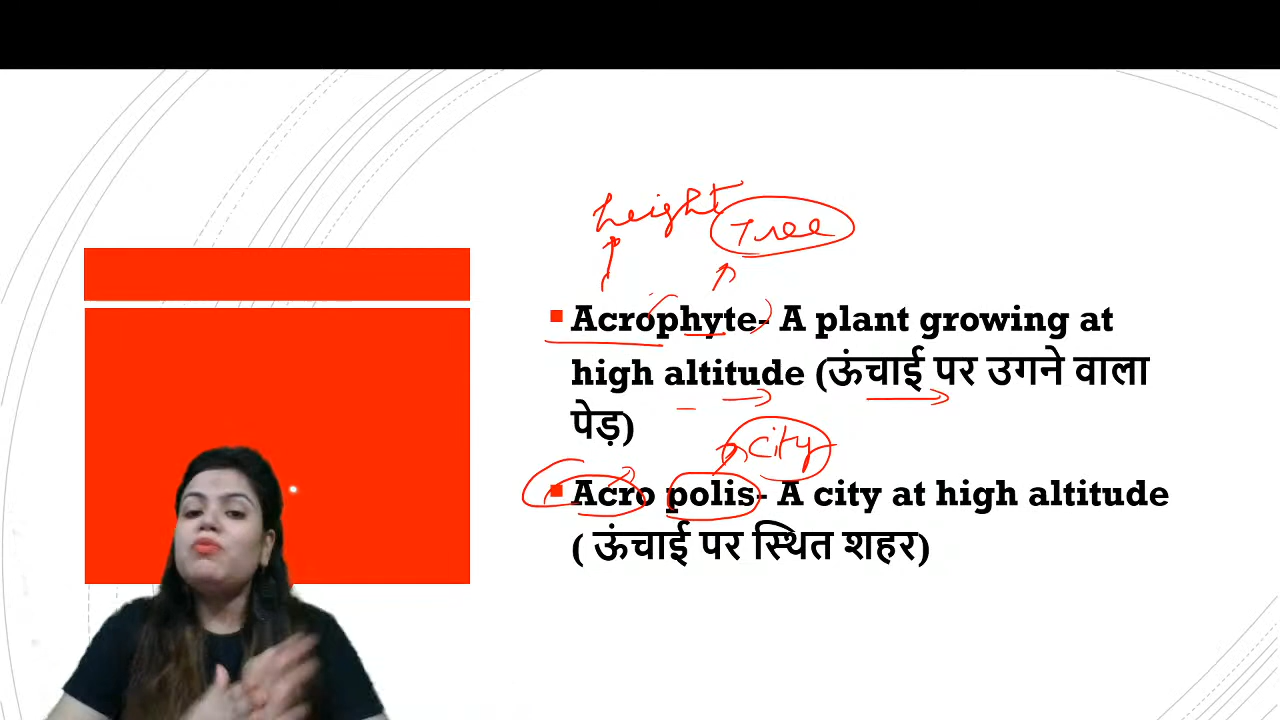 height
Tree
Acrophyte- A plant growing at
high altitude (ऊंचाई पर उगने वाला
पेड़)
city
Acro polis- A city at high altitude
( ऊंचाई पर स्थित शहर)